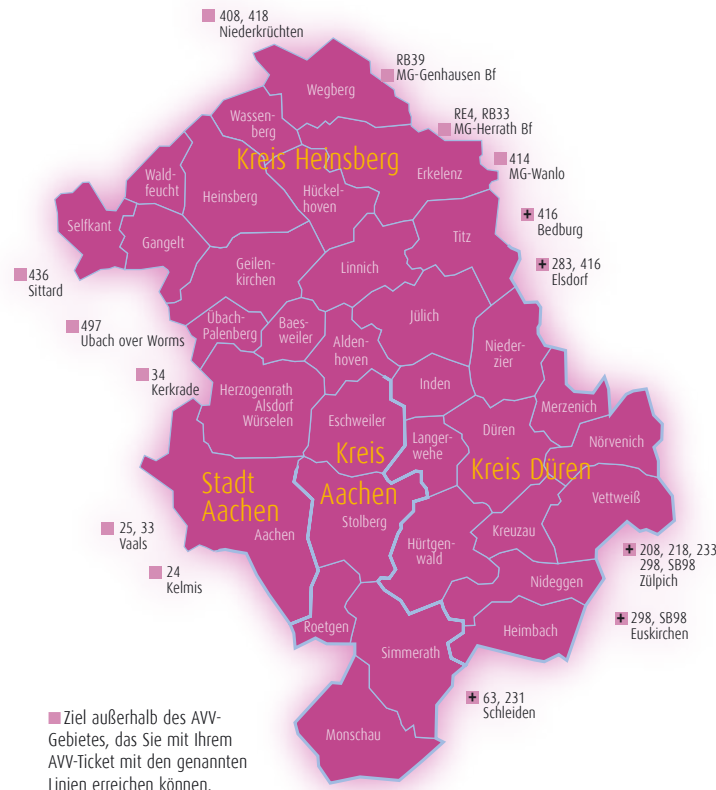 408, 418
Niederkrüchten
RB39
MG-Genhausen Bf
Wegberg
RE4, RB33
MG-Herrath Bf
Wassen-
berg
Kreis Heinsberg
414
MG-Wanlo
Wald-
feucht
Heinsberg
Hückel-
hoven
Erkelenz
Selfkant
Gangelt
416
Bedburg
Titz
283, 416
Elsdorf
Geilen-
kirchen
Linnich
436
Sittard
497
Ubach over Worms
Übach-
Palenberg
Baes-
weiler
Alden-
hoven
Jülich
Nieder-
zier
34
Kerkrade
Herzogenrath
Alsdorf
Würselen
Inden
Merzenich
Eschweiler
Langer-
wehe
Düren
Nörvenich
Kreis
Aachen
Kreis Düren
Stadt
Aachen
Vettweiß
Aachen
Stolberg
Hürtgen-
wald
Kreuzau
25, 33
Vaals
24
Kelmis
208, 218, 233
298, SB98
Zülpich
Nideggen
Roetgen
Heimbach
298, SB98
Euskirchen
Simmerath
63, 231
Schleiden
Monschau
Ziel außerhalb des AVV-
Gebietes, das Sie mit Ihrem
AVV-Ticket mit den genannten
Linien erreichen können.